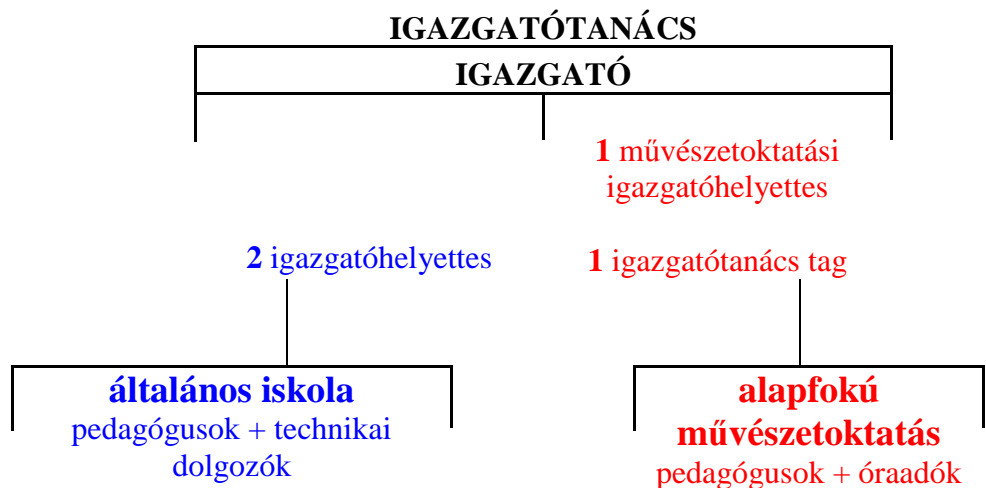 IGAZGATÓTANÁCS
IGAZGATÓ
1 művészetoktatási
igazgatóhelyettes
2 igazgatóhelyettes
1 igazgatótanács tag
általános iskola
pedagógusok + technikai
dolgozók
alapfokú
művészetoktatás
pedagógusok + óraadók